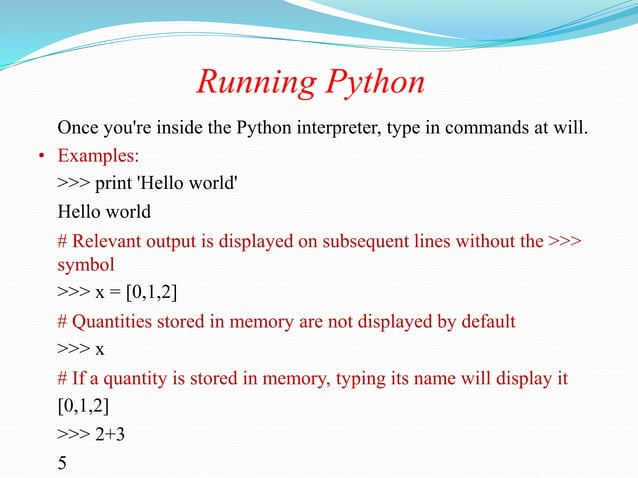 Running Python
Once you're inside the Python interpreter, type in commands at will.
• Examples:
>>> print 'Hello world'
Hello world
# Relevant output is displayed on subsequent lines without the >>>
symbol
>>> x = [0,1,2]
# Quantities stored in memory are not displayed by default
>>> x
# If a quantity is stored in memory, typing its name will display it
[0,1,2]
>>> 2+3
5